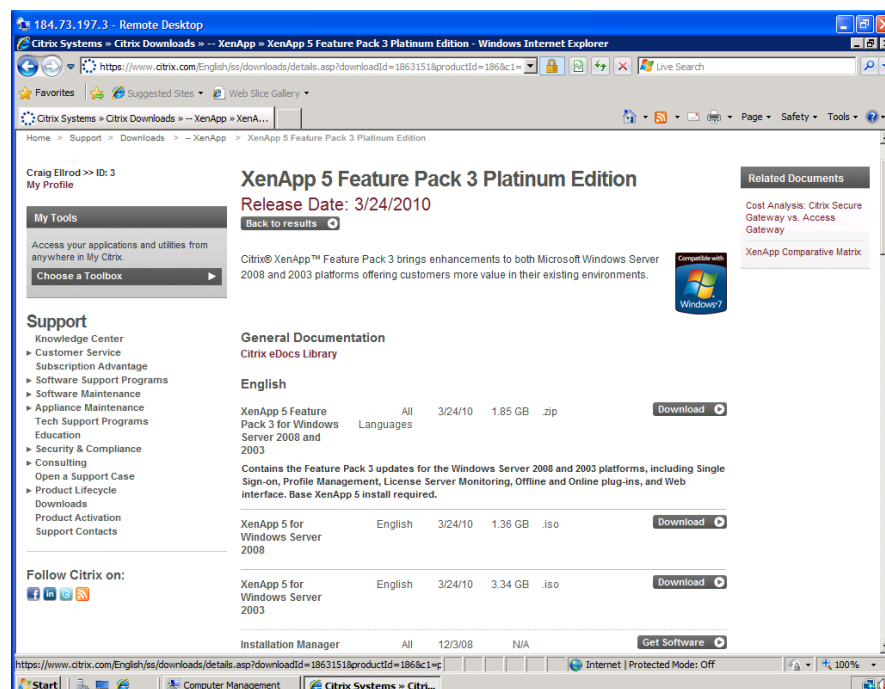 184.73.197.3 - Remote Desktop
Citrix Systems » Citrix Downloads » -- XenApp » XenApp 5 Feature Pack 3 Platinum Edition - Windows Internet Explorer
https://www.citrix.com/English/ss/downloads/details.asp?downloadId=1863151&productId=186&c1=
Live Search
Favorites
Suggested Sites
Web Slice Gallery
Citrix Systems » Citrix Downloads » -- XenApp » XenA...
Page
Safety
Tools
Home > Support > Downloads > -- XenApp > XenApp 5 Feature Pack 3 Platinum Edition
Craig Ellrod >> ID: 3
My Profile
My Tools
Access your applications and utilities from
anywhere in My Citrix.
Choose a Toolbox
Support
Knowledge Center
Customer Service
Subscription Advantage
Software Support Programs
Software Maintenance
Appliance Maintenance
Tech Support Programs
Education
Security & Compliance
Consulting
Open a Support Case
Product Lifecycle
Downloads
Product Activation
Support Contacts
Follow Citrix on:
XenApp 5 Feature Pack 3 Platinum Edition
Release Date: 3/24/2010
Back to results
Citrix® XenApp™ Feature Pack 3 brings enhancements to both Microsoft Windows Server
2008 and 2003 platforms offering customers more value in their existing environments.
Compatible with
Windows 7
General Documentation
Citrix eDocs Library
English
XenApp 5 Feature All 3/24/10 1.85 GB .zip Download
Pack 3 for Windows Languages
Server 2008 and
2003
Contains the Feature Pack 3 updates for the Windows Server 2008 and 2003 platforms, including Single
Sign-on, Profile Management, License Server Monitoring, Offline and Online plug-ins, and Web
interface. Base XenApp 5 install required.
XenApp 5 for English 3/24/10 1.36 GB .iso Download
Windows Server
2008
XenApp 5 for English 3/24/10 3.34 GB .iso Download
Windows Server
2003
Installation Manager All 12/3/08 N/A Get Software
Related Documents
Cost Analysis: Citrix Secure
Gateway vs. Access
Gateway
XenApp Comparative Matrix
https://www.citrix.com/English/ss/downloads/details.asp?downloadId=1863151&productId=186&c1=p
Internet | Protected Mode: Off
100%
Start
Computer Management
Citrix Systems » Citri...